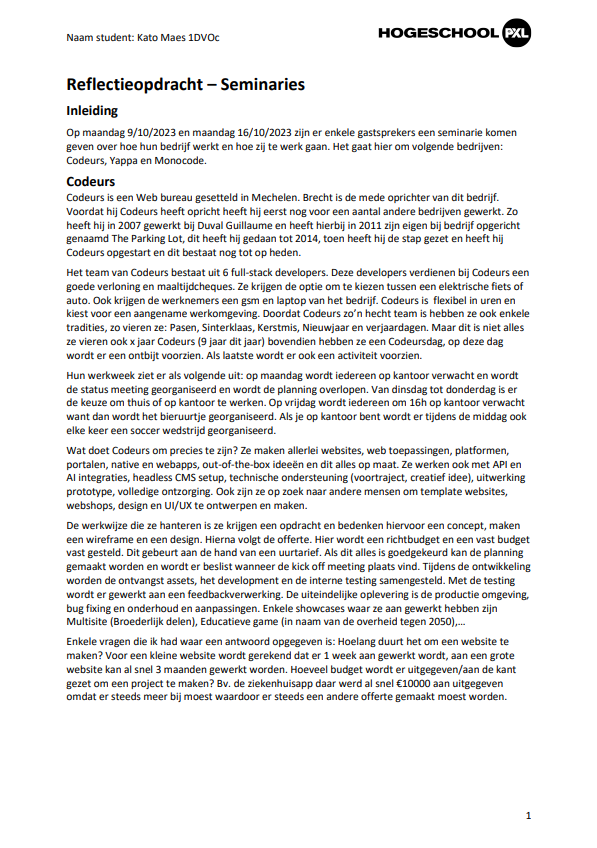 Naam student: Kato Maes 1DVOc
HOGESCHOOL PXL
Reflectieopdracht – Seminaries
Inleiding
Op maandag 9/10/2023 en maandag 16/10/2023 zijn er enkele gastsprekers een seminarie komen
geven over hoe hun bedrijf werkt en hoe zij te werk gaan. Het gaat hier om volgende bedrijven:
Codeurs, Yappa en Monocode.
Codeurs
Codeurs is een Web bureau gesetteld in Mechelen. Brecht is de mede oprichter van dit bedrijf.
Voordat hij Codeurs heeft opricht heeft hij eerst nog voor een aantal andere bedrijven gewerkt. Zo
heeft hij in 2007 gewerkt bij Duval Guillaume en heeft hierbij in 2011 zijn eigen bij bedrijf opgericht
genaamd The Parking Lot, dit heeft hij gedaan tot 2014, toen heeft hij de stap gezet en heeft hij
Codeurs opgestart en dit bestaat nog tot op heden.
Het team van Codeurs bestaat uit 6 full-stack developers. Deze developers verdienen bij Codeurs een
goede verloning en maaltijdcheques. Ze krijgen de optie om te kiezen tussen een elektrische fiets of
auto. Ook krijgen de werknemers een gsm en laptop van het bedrijf. Codeurs is  flexibel in uren en
kiest voor een aangename werkomgeving. Doordat Codeurs zo’n hecht team is hebben ze ook enkele
tradities, zo vieren ze: Pasen, Sinterklaas, Kerstmis, Nieuwjaar en verjaardagen. Maar dit is niet alles
ze vieren ook x jaar Codeurs (9 jaar dit jaar) bovendien hebben ze een Codeursdag, op deze dag
wordt er een ontbijt voorzien. Als laatste wordt er ook een activiteit voorzien.
Hun werkweek ziet er als volgende uit: op maandag wordt iedereen op kantoor verwacht en wordt
de status meeting georganiseerd en wordt de planning overlopen. Van dinsdag tot donderdag is er
de keuze om thuis of op kantoor te werken. Op vrijdag wordt iedereen om 16h op kantoor verwacht
want dan wordt het bieruurtje georganiseerd. Als je op kantoor bent wordt er tijdens de middag ook
elke keer een soccer wedstrijd georganiseerd.
Wat doet Codeurs om precies te zijn? Ze maken allerlei websites, web toepassingen, platformen,
portalen, native en webapps, out-of-the-box ideeën en dit alles op maat. Ze werken ook met API en
AI integraties, headless CMS setup, technische ondersteuning (voortraject, creatief idee), uitwerking
prototype, volledige ontzorging. Ook zijn ze op zoek naar andere mensen om template websites,
webshops, design en UI/UX te ontwerpen en maken.
De werkwijze die ze hanteren is ze krijgen een opdracht en bedenken hiervoor een concept, maken
een wireframe en een design. Hierna volgt de offerte. Hier wordt een richtbudget en een vast budget
vast gesteld. Dit gebeurt aan de hand van een uurtarief. Als dit alles is goedgekeurd kan de planning
gemaakt worden en wordt er beslist wanneer de kick off meeting plaats vind. Tijdens de ontwikkeling
worden de ontvangst assets, het development en de interne testing samengesteld. Met de testing
wordt er gewerkt aan een feedbackverwerking. De uiteindelijke oplevering is de productie omgeving,
bug fixing en onderhoud en aanpassingen. Enkele showcases waar ze aan gewerkt hebben zijn
Multisite (Broederlijk delen), Educatieve game (in naam van de overheid tegen 2050),…
Enkele vragen die ik had waar een antwoord opgegeven is: Hoelang duurt het om een website te
maken? Voor een kleine website wordt gerekend dat er 1 week aan gewerkt wordt, aan een grote
website kan al snel 3 maanden gewerkt worden. Hoeveel budget wordt er uitgegeven/aan de kant
gezet om een project te maken? Bv. de ziekenhuisapp daar werd al snel €10000 aan uitgegeven
omdat er steeds meer bij moest waardoor er steeds een andere offerte gemaakt moest worden.
1